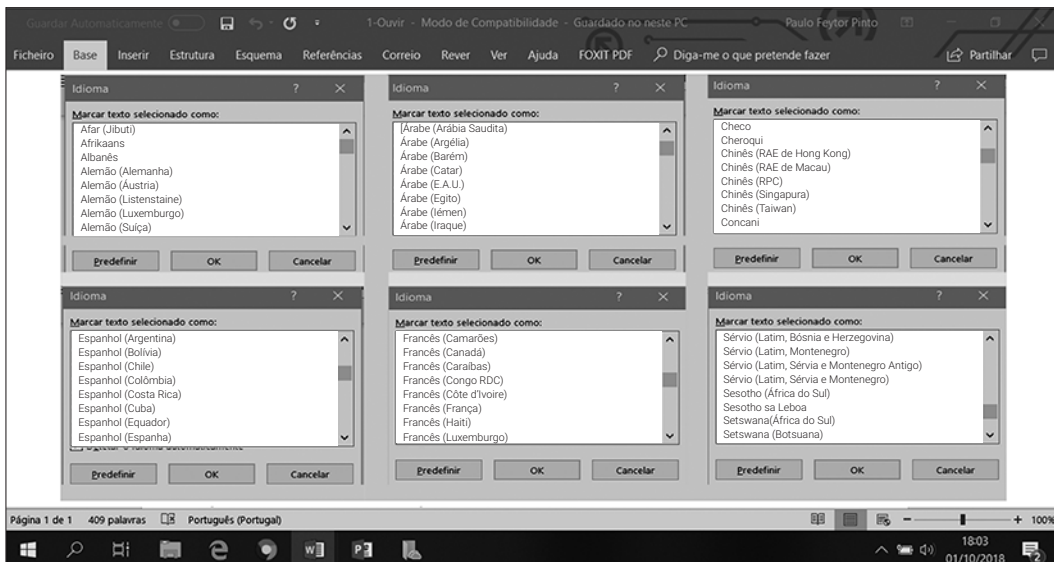 Guardar Automaticamente
1-Ouvir - Modo de Compatibilidade - Guardado no neste PC
Paulo Feytor Pinto
Ficheiro Base Inserir Estrutura Esquema Referências Correio Rever Ver Ajuda FOXIT PDF Diga-me o que pretende fazer Partilhar
Idioma ? ×
Marcar texto selecionado como:
Afar (Jibuti)
Afrikaans
Albanês
Alemão (Alemanha)
Alemão (Áustria)
Alemão (Listenstaine)
Alemão (Luxemburgo)
Alemão (Suíça)
Predefinir OK Cancelar
Idioma ? ×
Marcar texto selecionado como:
[Árabe (Arábia Saudita)
Árabe (Argélia)
Árabe (Barém)
Árabe (Catar)
Árabe (E.A.U.)
Árabe (Egito)
Árabe (Iémen)
Árabe (Iraque)
Predefinir OK Cancelar
Idioma ? ×
Marcar texto selecionado como:
Checo
Cheroqui
Chinês (RAE de Hong Kong)
Chinês (RAE de Macau)
Chinês (RPC)
Chinês (Singapura)
Chinês (Taiwan)
Concani
Predefinir OK Cancelar
Idioma ? ×
Marcar texto selecionado como:
Espanhol (Argentina)
Espanhol (Bolívia)
Espanhol (Chile)
Espanhol (Colômbia)
Espanhol (Costa Rica)
Espanhol (Cuba)
Espanhol (Equador)
Espanhol (Espanha)
idioma automaticamente
Predefinir OK Cancelar
Idioma ? ×
Marcar texto selecionado como:
Francês (Camarões)
Francês (Canadá)
Francês (Caraíbas)
Francês (Congo RDC)
Francês (Côte d'Ivoire)
Francês (França)
Francês (Haiti)
Francês (Luxemburgo)
Predefinir OK Cancelar
Idioma ? ×
Marcar texto selecionado como:
Sérvio (Latim, Bósnia e Herzegovina)
Sérvio (Latim, Montenegro)
Sérvio (Latim, Sérvia e Montenegro Antigo)
Sérvio (Latim, Sérvia e Montenegro)
Sesotho (África do Sul)
Sesotho sa Leboa
Setswana(África do Sul)
Setswana (Botsuana)
Predefinir OK Cancelar
Página 1 de 1 409 palavras Português (Portugal) − + 100%
18:03
01/10/2018